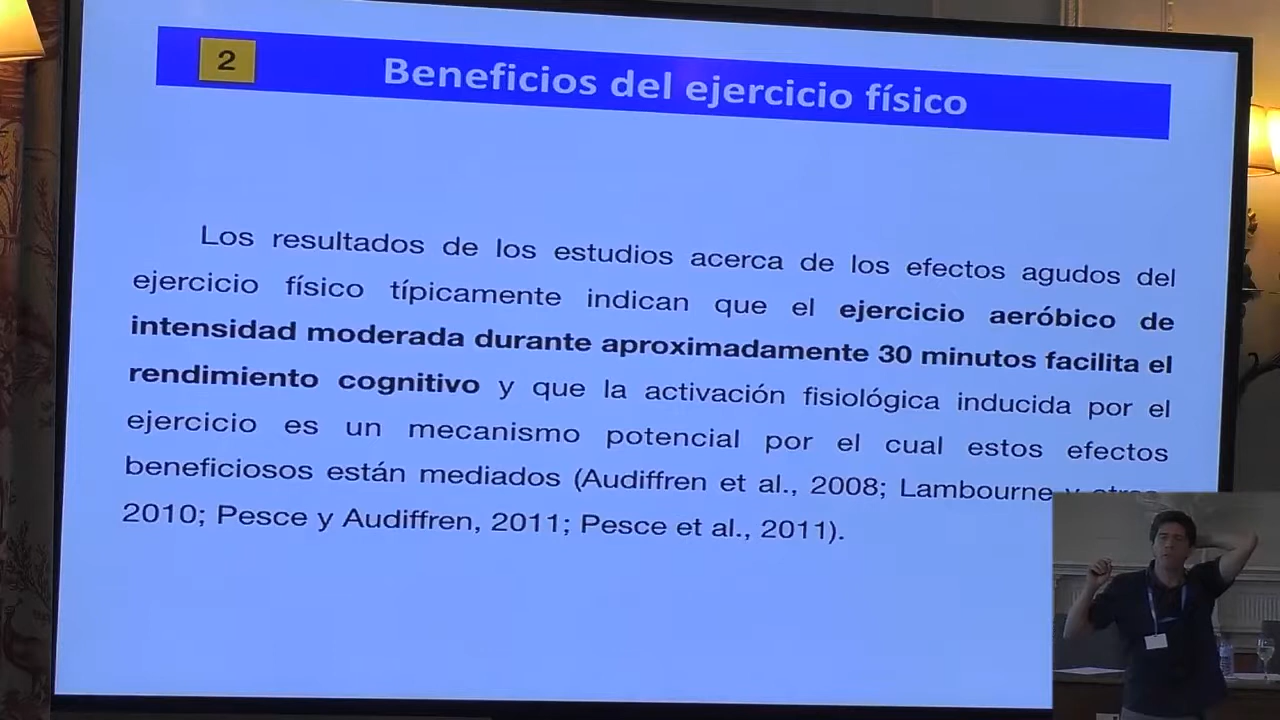 2
Beneficios del ejercicio físico
Los resultados de los estudios acerca de los efectos agudos del
ejercicio físico típicamente indican que el ejercicio aeróbico de
intensidad moderada durante aproximadamente 30 minutos facilita el
rendimiento cognitivo y que la activación fisiológica inducida por el
ejercicio es un mecanismo potencial por el cual estos efectos
beneficiosos están mediados (Audiffren et al., 2008; Lambourne y
2010; Pesce y Audiffren, 2011; Pesce et al., 2011).